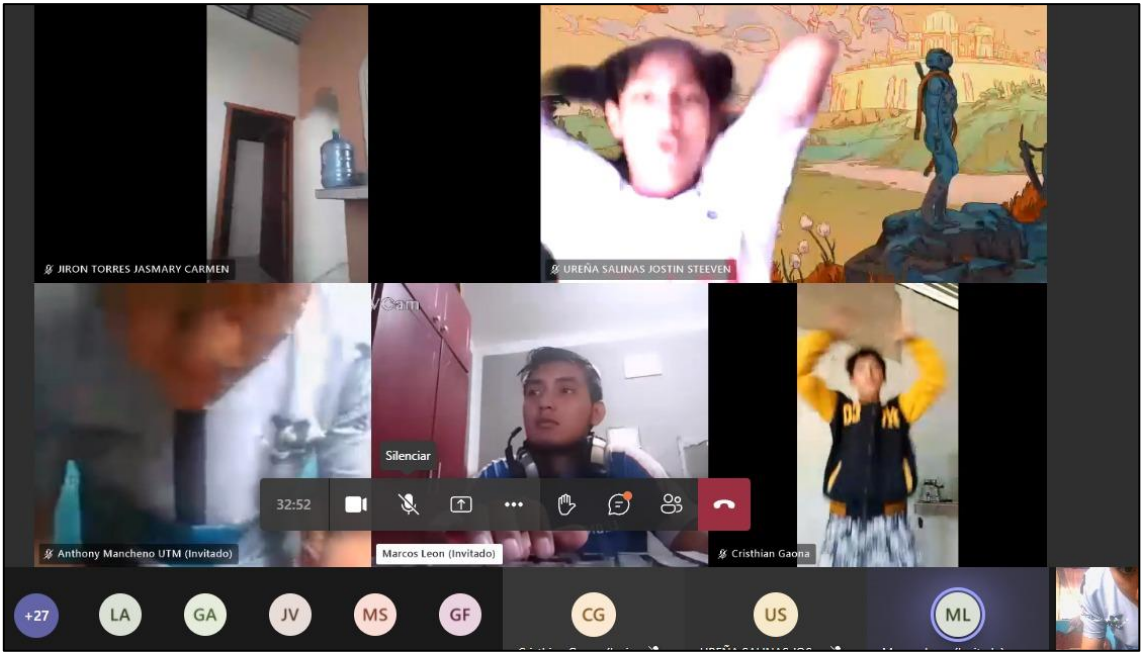 JIRON TORRES JASMARY CARMEN
UREÑA SALINAS JOSTIN STEEVEN
Cam
Silenciar
32:52
Anthony Mancheno UTM (Invitado)
Marcos Leon (Invitado)
Cristhian Gaona
+27
LA
GA
JV
MS
GF
CG
US
ML